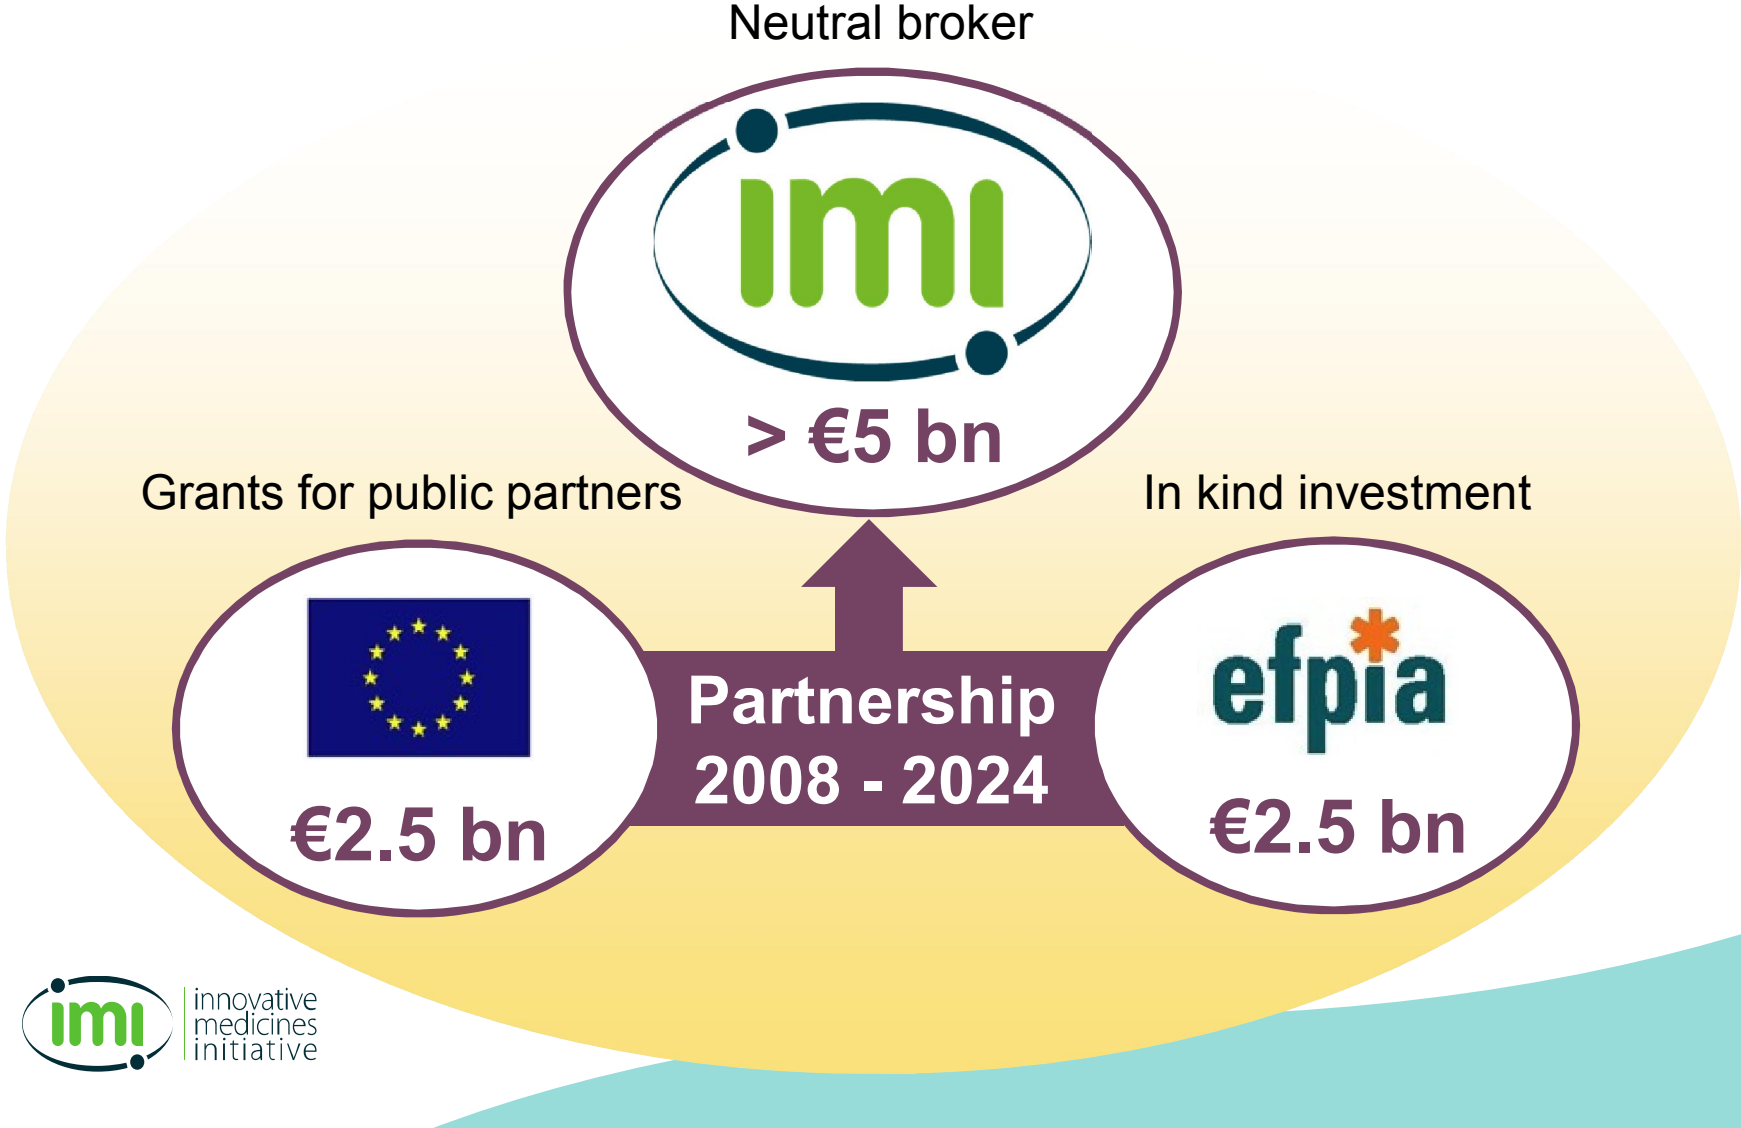 Neutral broker
imi
> €5 bn
Grants for public partners
In kind investment
efpia
Partnership
2008 - 2024
€2.5 bn
€2.5 bn
imi
innovative
medicines
initiative